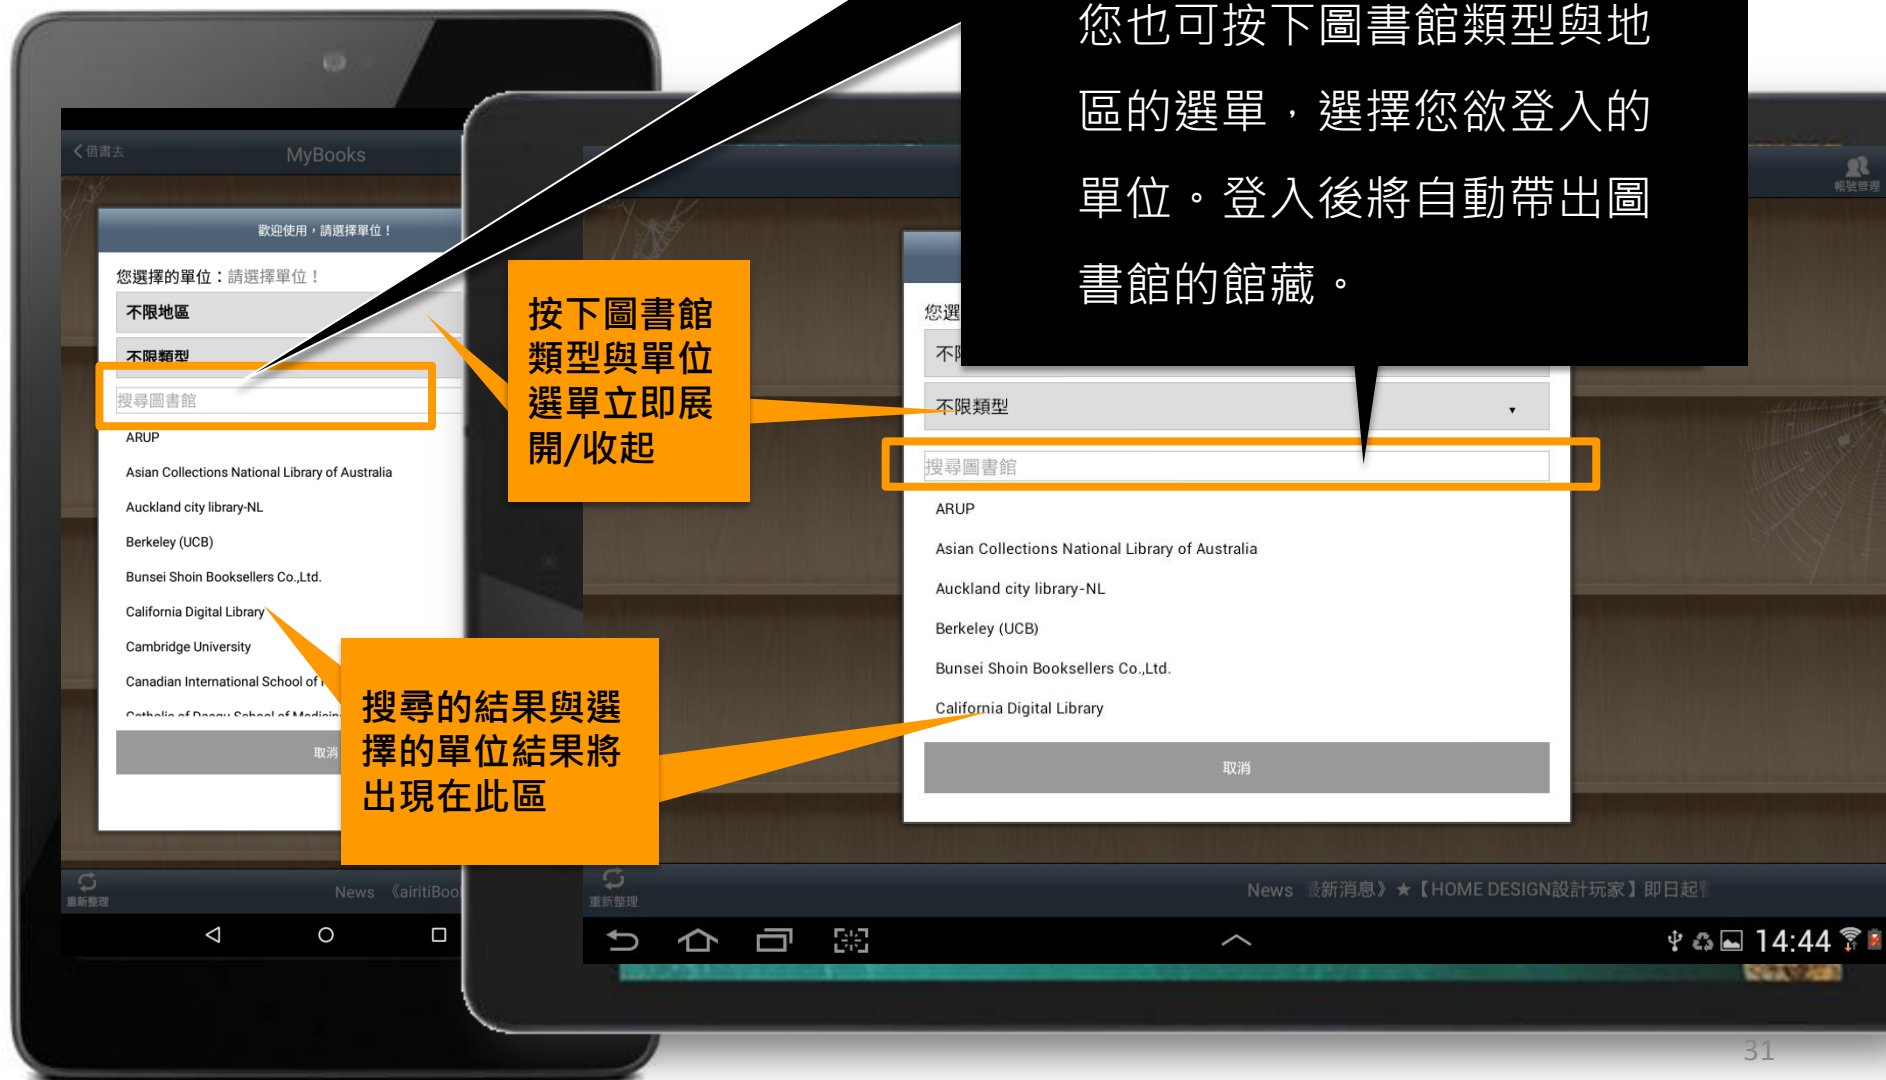 您也可按下圖書館類型與地
區的選單，選擇您欲登入的
單位。登入後將自動帶出圖
書館的館藏。
借書去
MyBooks
歡迎使用，請選擇單位！
您選擇的單位：請選擇單位！
不限地區
不限類型
搜尋圖書館
ARUP
Asian Collections National Library of Australia
Auckland city library-NL
Berkeley (UCB)
Bunsei Shoin Booksellers Co.,Ltd.
California Digital Library
Cambridge University
Canadian International School of
Catholic of Daegu School of
取消
重新整理
News 《airitiBoo
按下圖書館
類型與單位
選單立即展
開/收起
搜尋的結果與選
擇的單位結果將
出現在此區
帳號管理
您選
不限類型
搜尋圖書館
ARUP
Asian Collections National Library of Australia
Auckland city library-NL
Berkeley (UCB)
Bunsei Shoin Booksellers Co.,Ltd.
California Digital Library
取消
重新整理
News 最新消息》★【HOME DESIGN設計玩家】即日起
14:44
31